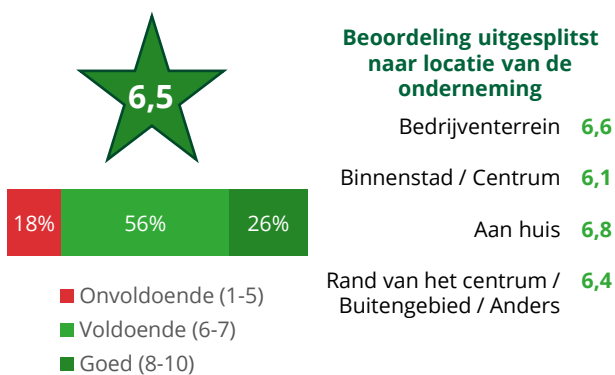 6,5
18% 56% 26%
Onvoldoende (1-5)
Voldoende (6-7)
Goed (8-10)
Beoordeling uitgesplitst
naar locatie van de
onderneming
Bedrijventerrein 6,6
Binnenstad / Centrum 6,1
Aan huis 6,8
Rand van het centrum / 6,4
Buitengebied / Anders